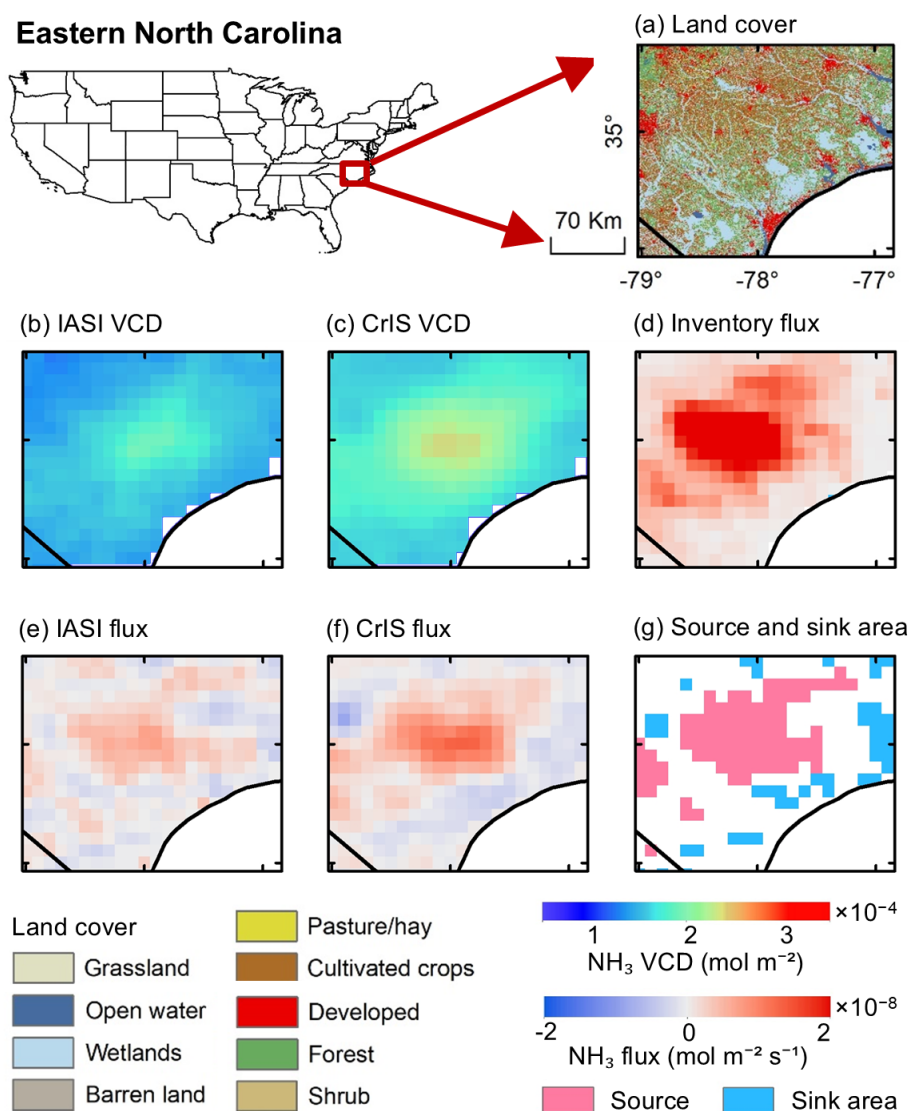 Eastern North Carolina
(a) Land cover
35°
70 Km
-79° -78° -77°
(b) IASI VCD
(c) CrIS VCD
(d) Inventory flux
(e) IASI flux
(f) CrIS flux
(g) Source and sink area
Land cover
Grassland
Open water
Wetlands
Barren land
Pasture/hay
Cultivated crops
Developed
Forest
Shrub
×10⁻⁴
1 2 3
NH₃ VCD (mol m⁻²)
×10⁻⁸
-2 0 2
NH₃ flux (mol m⁻² s⁻¹)
Source Sink area